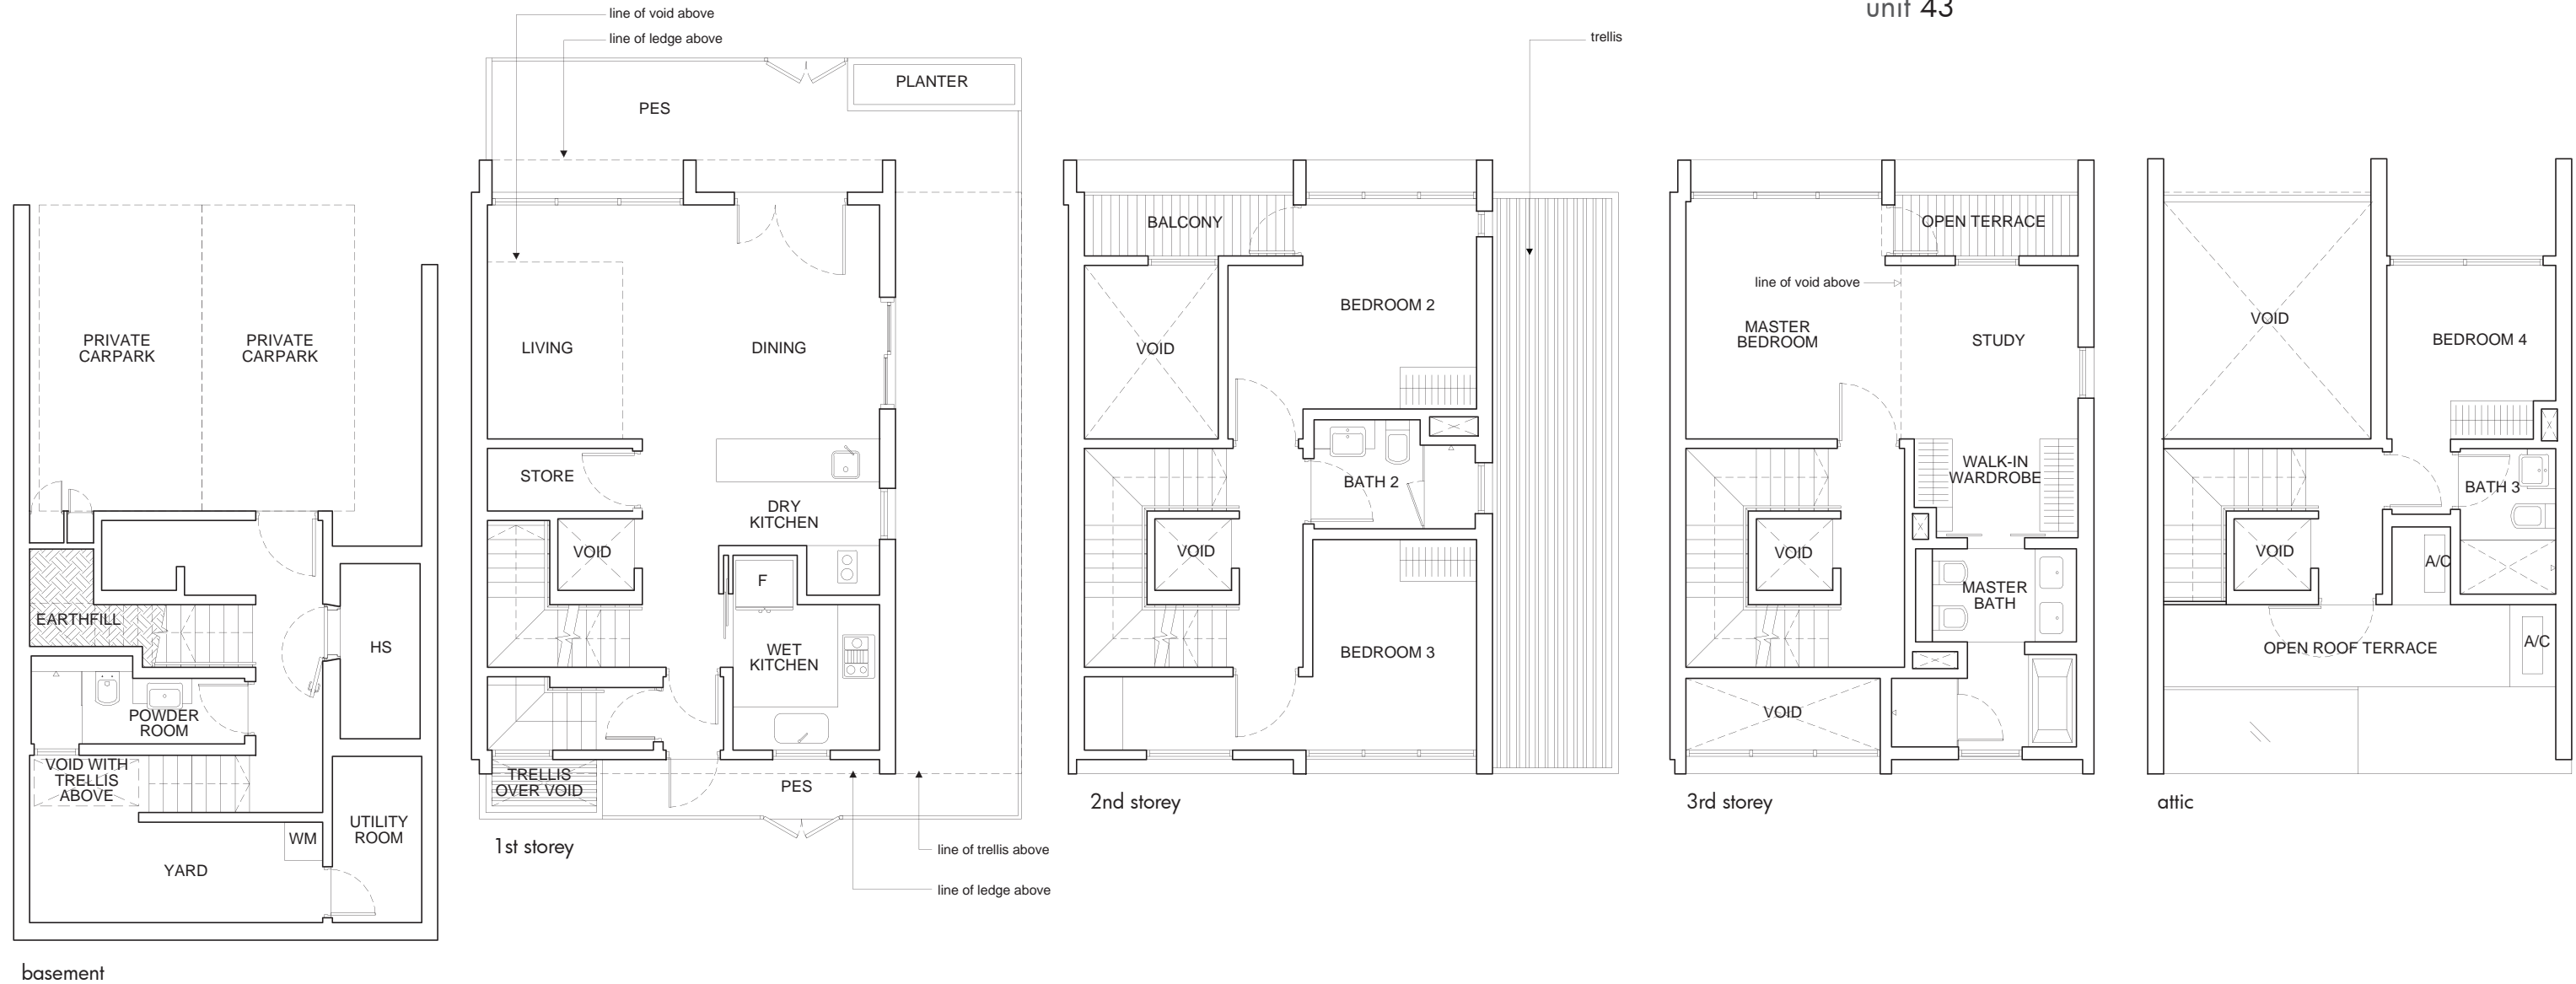 unit 43
line of void above
line of ledge above
PES
PLANTER
LIVING
DINING
STORE
DRY
KITCHEN
VOID
F
WET
KITCHEN
TRELLIS
OVER VOID
PES
1st storey
line of trellis above
line of ledge above
PRIVATE
CARPARK
PRIVATE
CARPARK
EARTHFILL
HS
POWDER
ROOM
VOID WITH
TRELLIS
ABOVE
UTILITY
ROOM
WM
YARD
basement
trellis
BALCONY
BEDROOM 2
VOID
BATH 2
VOID
BEDROOM 3
2nd storey
OPEN TERRACE
line of void above
MASTER
BEDROOM
STUDY
WALK-IN
WARDROBE
VOID
MASTER
BATH
VOID
3rd storey
VOID
BEDROOM 4
BATH 3
VOID
A/C
OPEN ROOF TERRACE
A/C
attic